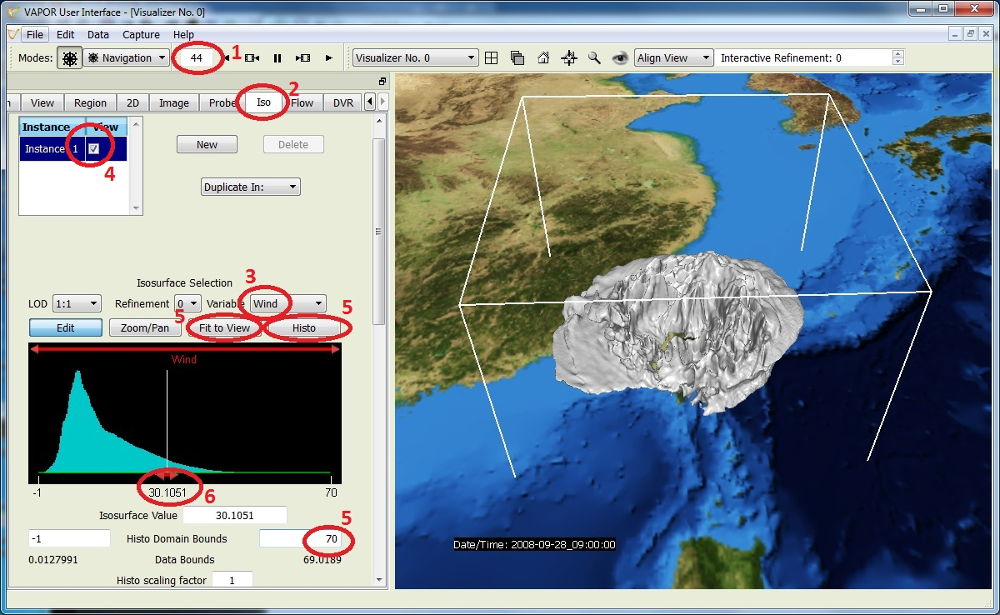 VAPOR User Interface - [Visualizer No. 0]
File Edit Data Capture Help
Modes: Navigation 44 1 Visualizer No. 0 Align View Interactive Refinement: 0
2
View Region 2D Image Probe Iso Flow DVR
Instance View
Instance: 1
4
New Delete
Duplicate In:
Isosurface Selection
3
LOD 1:1 Refinement 0 Variable Wind
5 5
Edit Zoom/Pan Fit to View Histo
Wind
-1 30.1051 70
6
Isosurface Value 30.1051
5
-1 Histo Domain Bounds 70
0.0127991 Data Bounds 69.0189
Histo scaling factor 1
Date/Time: 2008-09-28_09:00:00